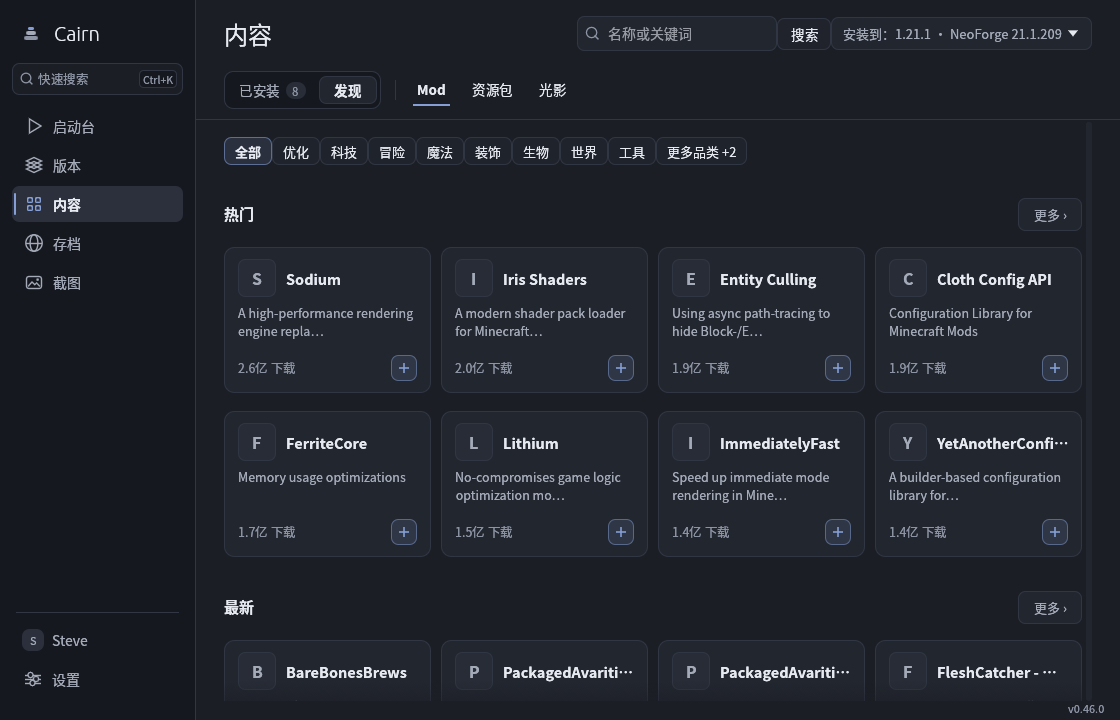 Cairn
快速搜索 Ctrl+K
启动台
版本
内容
存档
截图
S Steve
设置
内容
名称或关键词
搜索
安装到：1.21.1 · NeoForge 21.1.209
已安装 8
发现
Mod
资源包
光影
全部
优化
科技
冒险
魔法
装饰
生物
世界
工具
更多品类 +2
热门
更多 ›
S Sodium
A high-performance rendering
engine repla…
2.6亿 下载
I Iris Shaders
A modern shader pack loader
for Minecraft…
2.0亿 下载
E Entity Culling
Using async path-tracing to
hide Block-/E…
1.9亿 下载
C Cloth Config API
Configuration Library for
Minecraft Mods
1.9亿 下载
F FerriteCore
Memory usage optimizations
1.7亿 下载
L Lithium
No-compromises game logic
optimization mo…
1.5亿 下载
I ImmediatelyFast
Speed up immediate mode
rendering in Mine…
1.4亿 下载
Y YetAnotherConfi…
A builder-based configuration
library for…
1.4亿 下载
最新
更多 ›
B BareBonesBrews
P PackagedAvariti…
P PackagedAvariti…
F FleshCatcher - …
v0.46.0